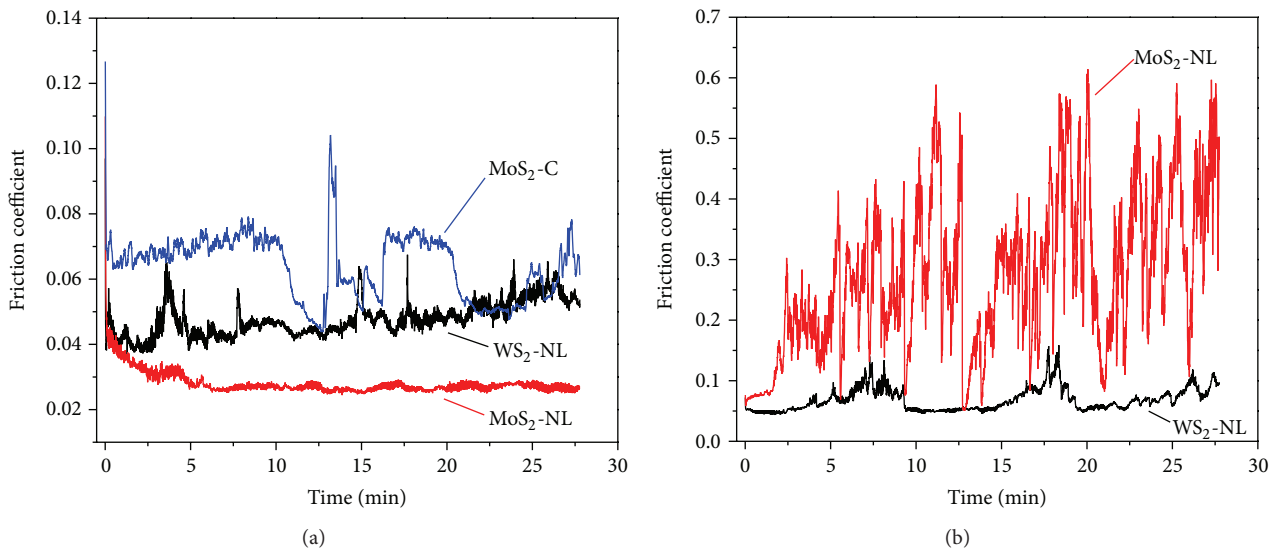 0.14
0.12
0.10
0.08
0.06
0.04
0.02
Friction coefficient
MoS₂-C
WS₂-NL
MoS₂-NL
0 5 10 15 20 25 30
Time (min)
(a)
0.7
0.6
0.5
0.4
0.3
0.2
0.1
0.0
Friction coefficient
MoS₂-NL
WS₂-NL
0 5 10 15 20 25 30
Time (min)
(b)